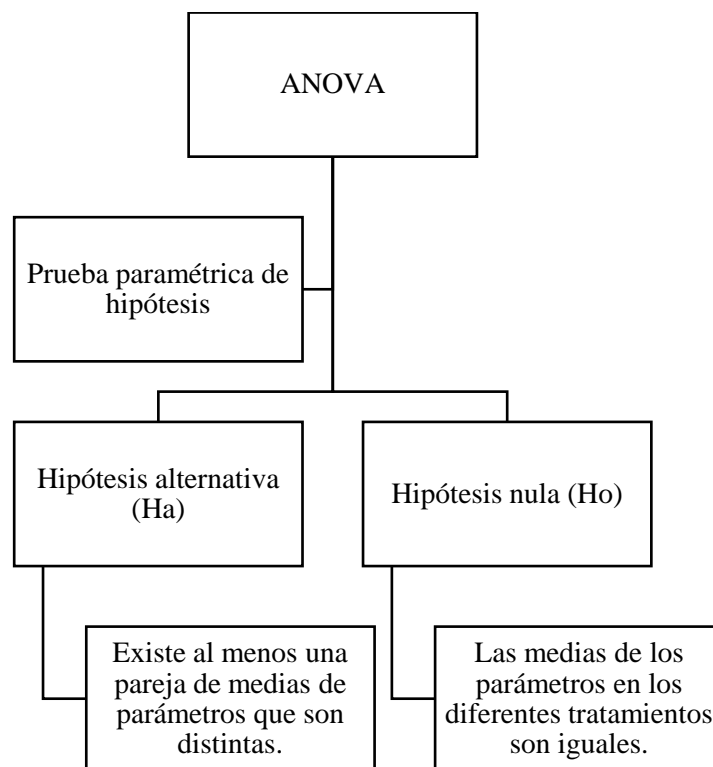 ANOVA
Prueba paramétrica de
hipótesis
Hipótesis alternativa
(Ha)
Hipótesis nula (Ho)
Existe al menos una
pareja de medias de
parámetros que son
distintas.
Las medias de los
parámetros en los
diferentes tratamientos
son iguales.